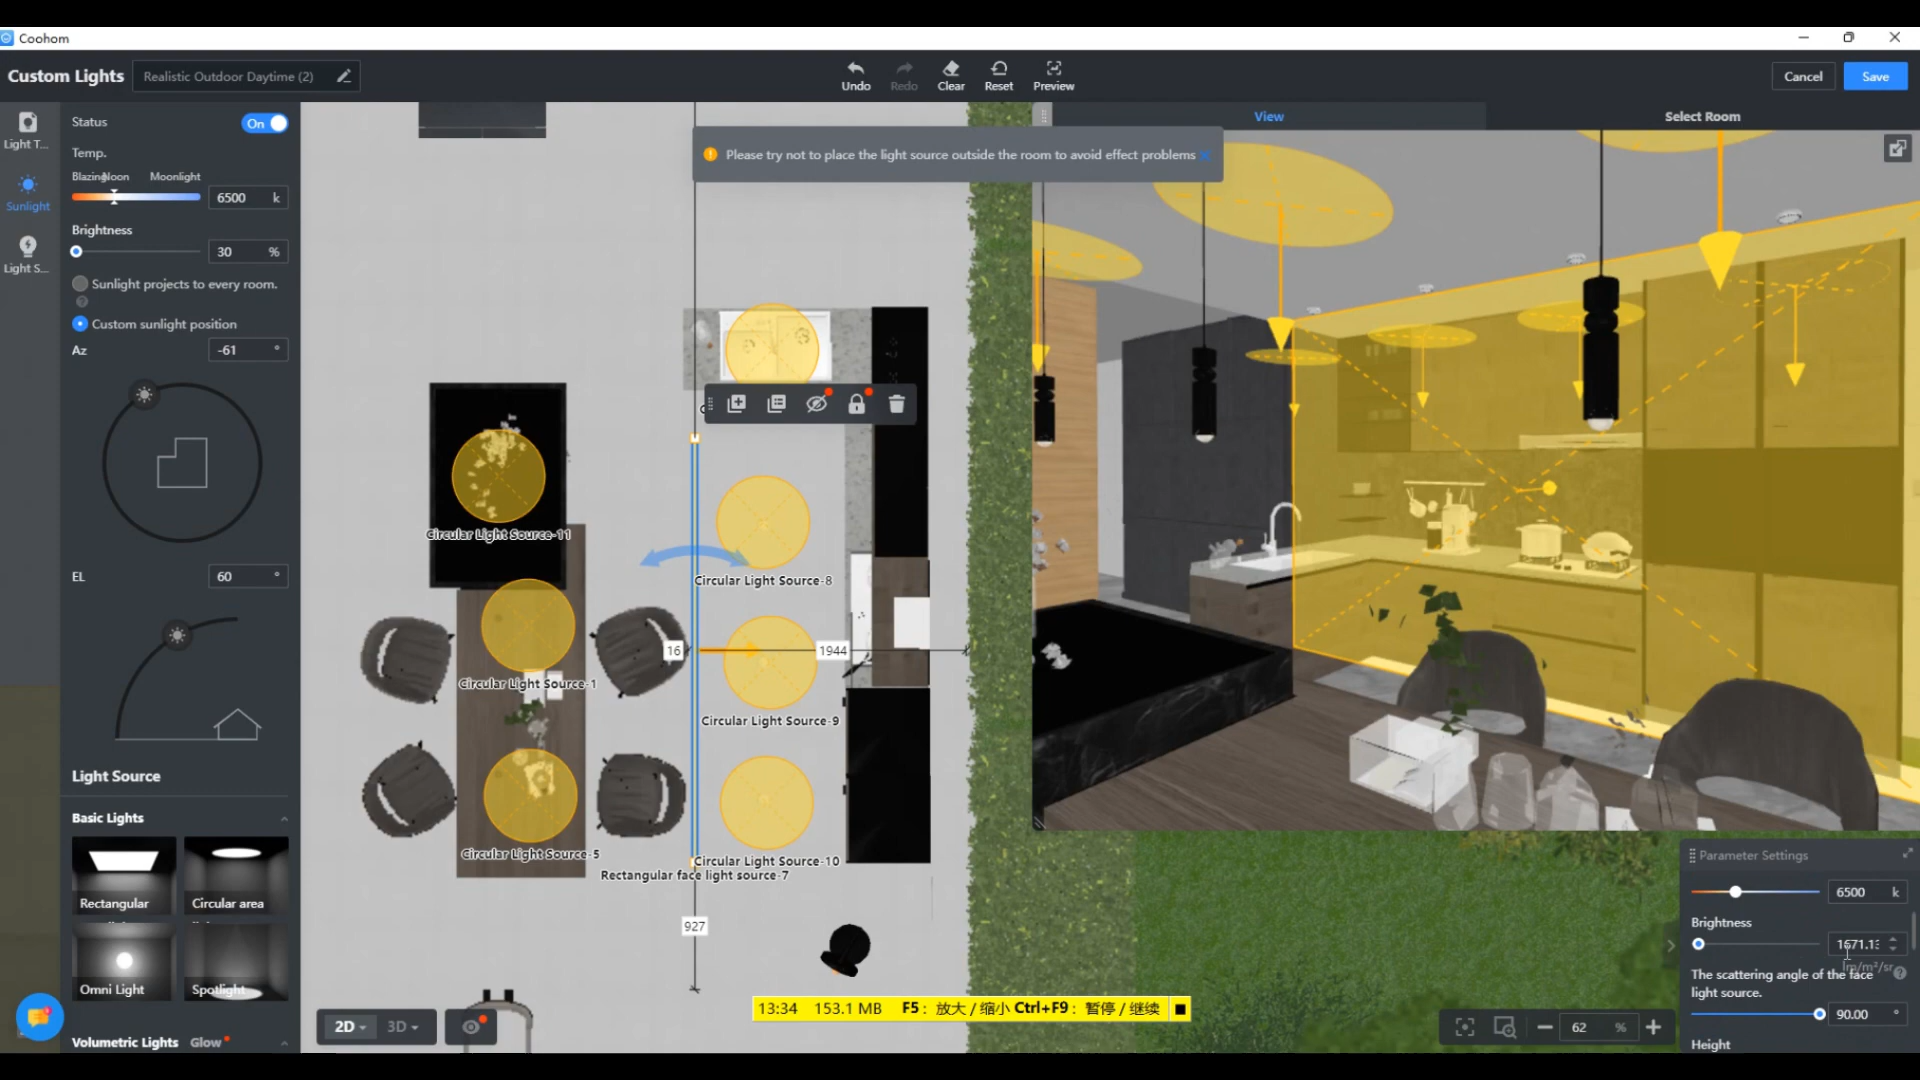 Coohom
Custom Lights
Realistic Outdoor Daytime (2)
Undo
Redo
Clear
Reset
Preview
Cancel
Save
Light T...
Sunlight
Light S...
Status
On
Temp.
Noon
Moonlight
6500 k
Brightness
30 %
Sunlight projects to every room.
Custom sunlight position
Az
-61 °
EL
60 °
Light Source
Basic Lights
Rectangular
Circular area
Omni Light
Spotlight
Volumetric Lights Glow
View
Select Room
Please try not to place the light source outside the room to avoid effect problems
Circular Light Source-11
Circular Light Source-8
16
1944
Circular Light Source-1
Circular Light Source-9
Circular Light Source-5
Circular Light Source-10
Rectangular face light source-7
927
13:34 153.1 MB F5：放大/缩小 Ctrl+F9：暂停/继续
2D
3D
62 %
Parameter Settings
6500 k
Brightness
lm/m²/sr
The scattering angle of the face
light source.
90.00 °
Height